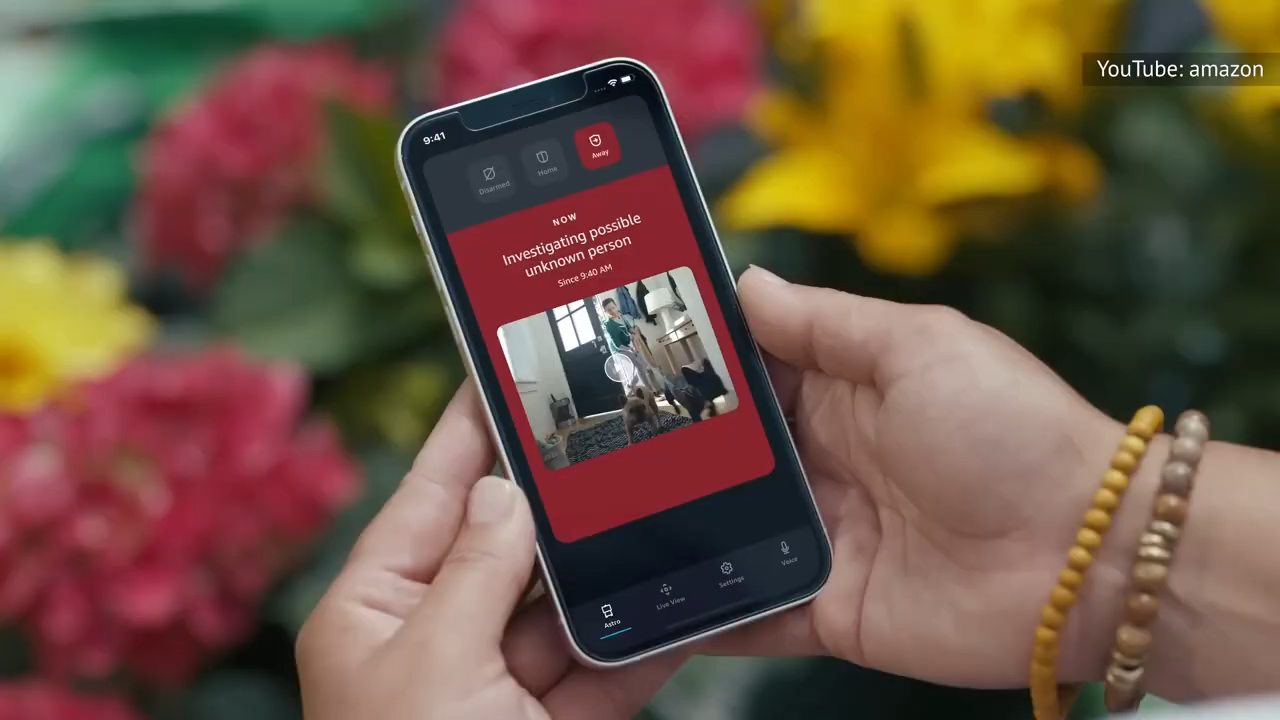 YouTube: amazon
9:41
Disarmed
Home
Away
NOW
Investigating possible
unknown person
Since 9:40 AM
Astro
Live View
Settings
Voice